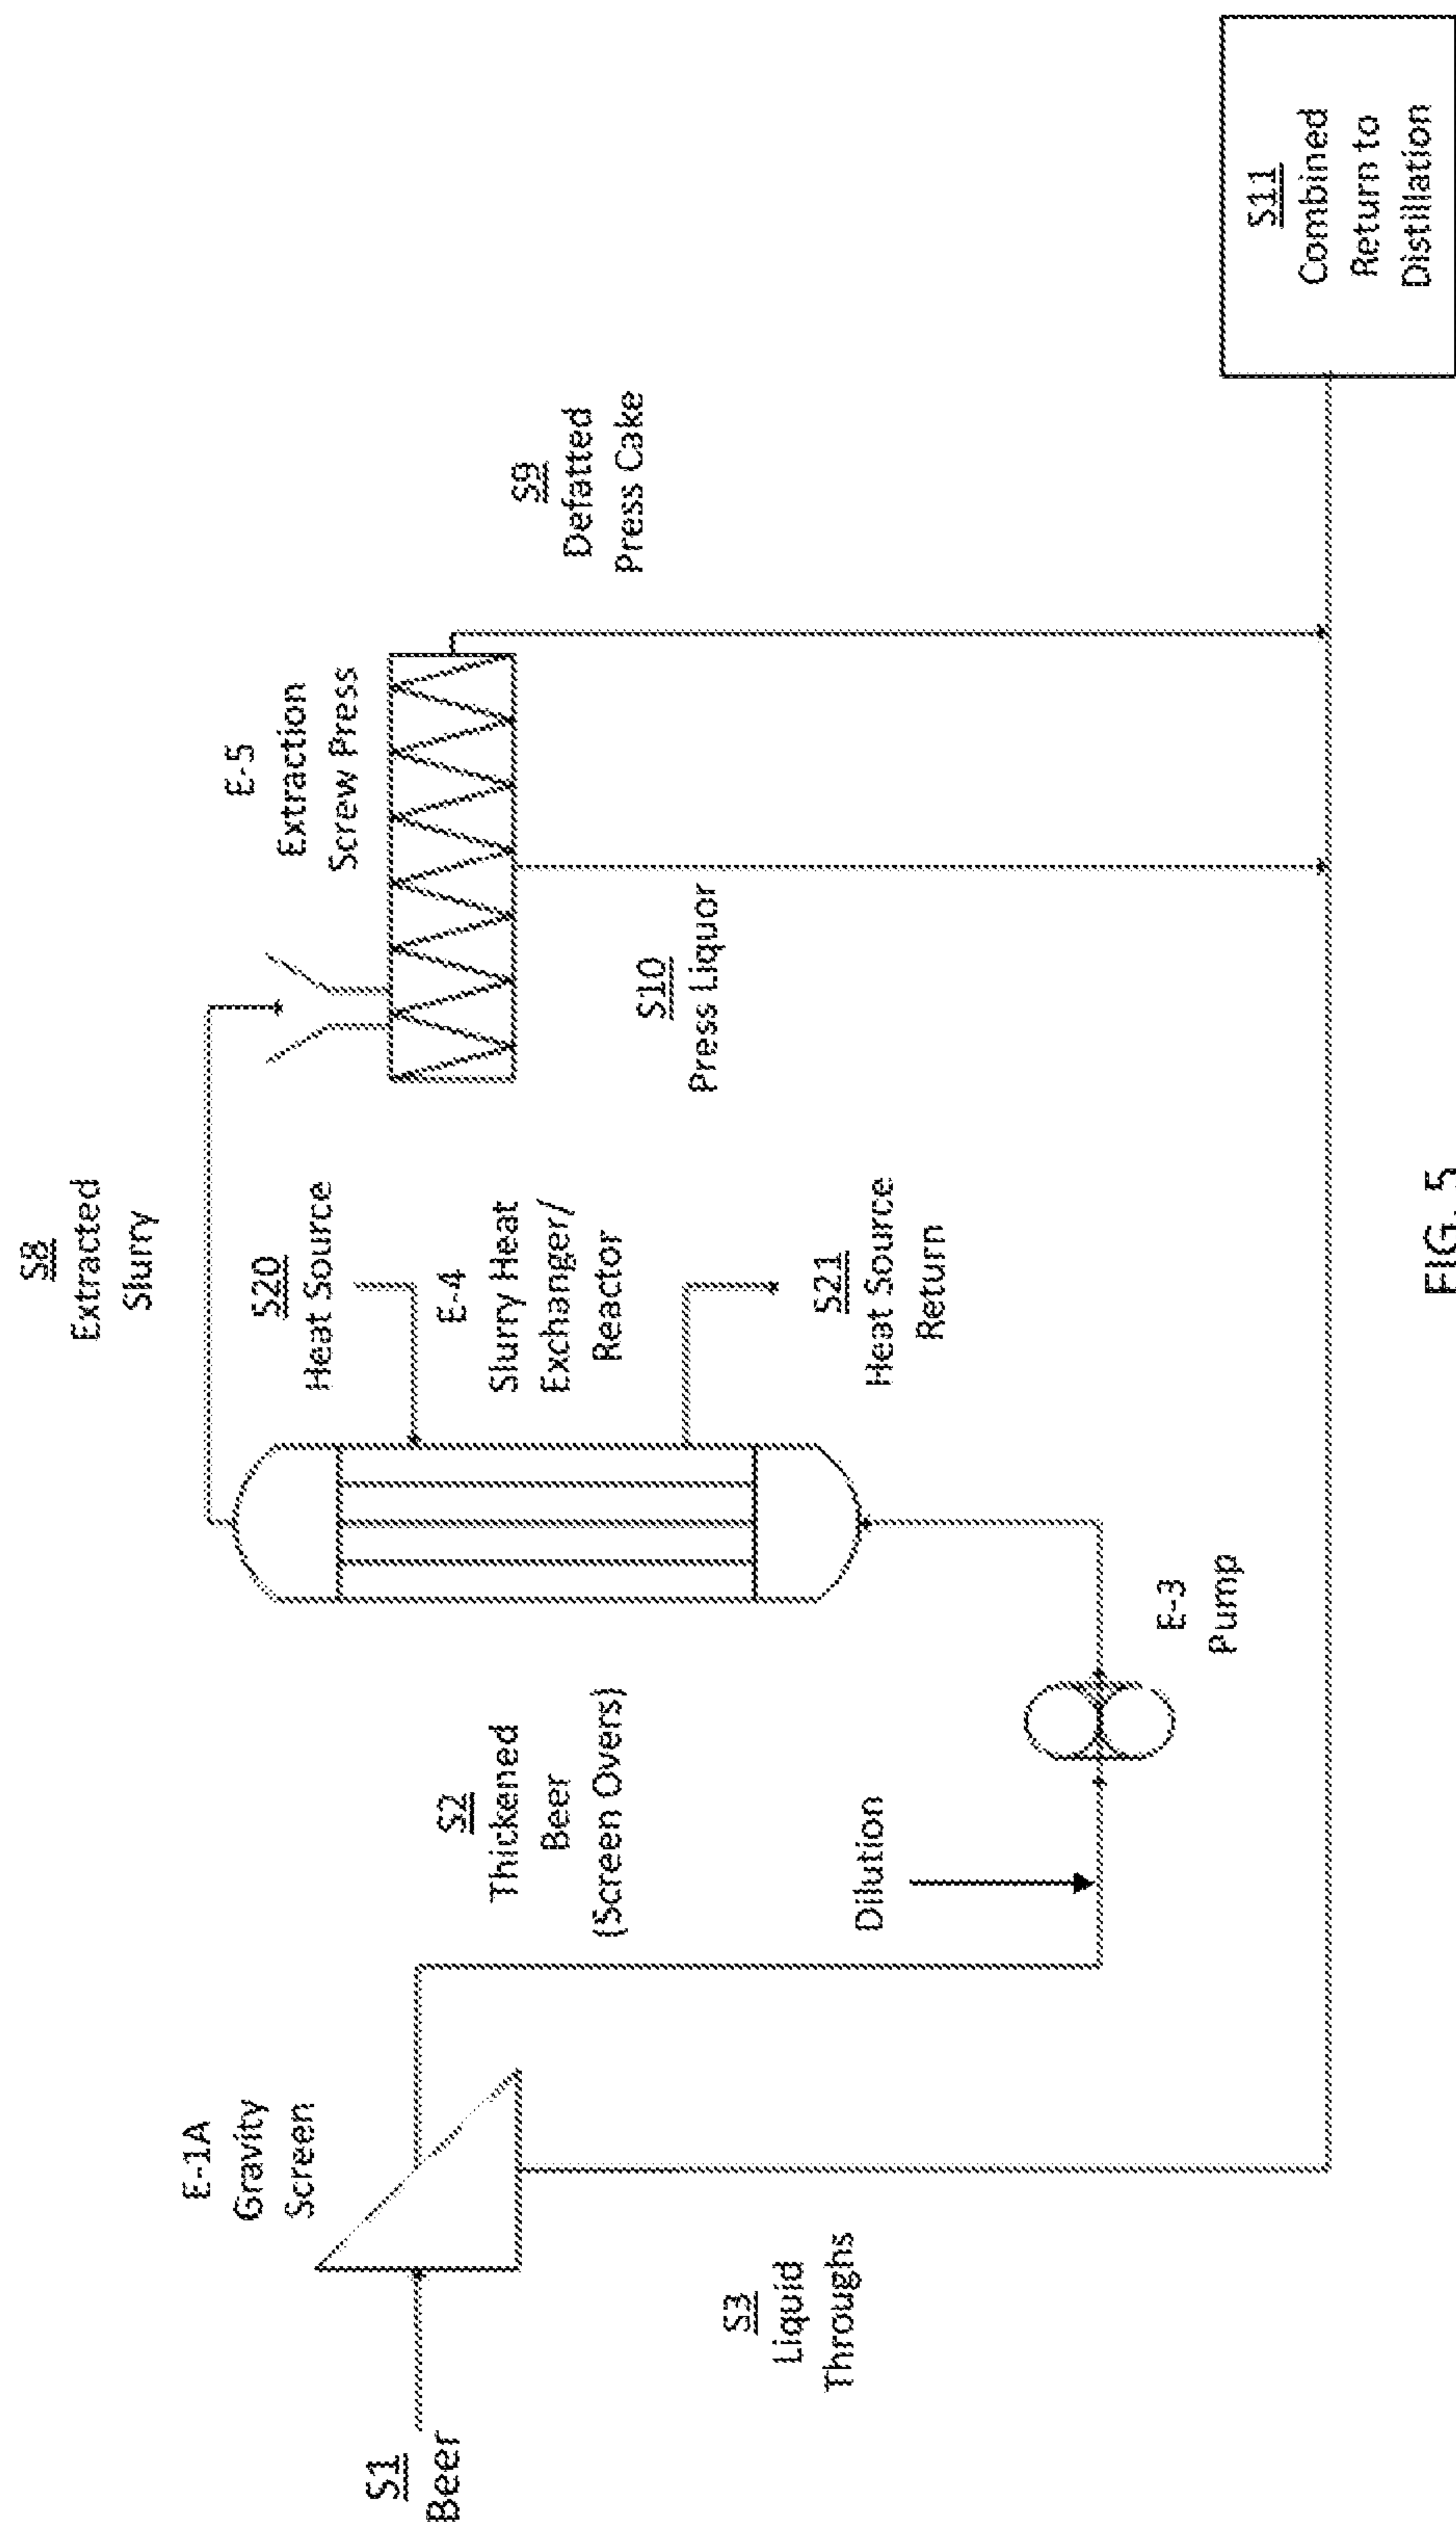 S1
Beer
E-1A
Gravity
Screen
S3
Liquid
Throughs
S2
Thickened
Beer
(Screen Overs)
Dilution
E-3
Pump
S8
Extracted
Slurry
S20
Heat Source
E-4
Slurry Heat
Exchanger/
Reactor
S21
Heat Source
Return
E-5
Extraction
Screw Press
S10
Press Liquor
S9
Defatted
Press Cake
S11
Combined
Return to
Distillation
FIG. 5